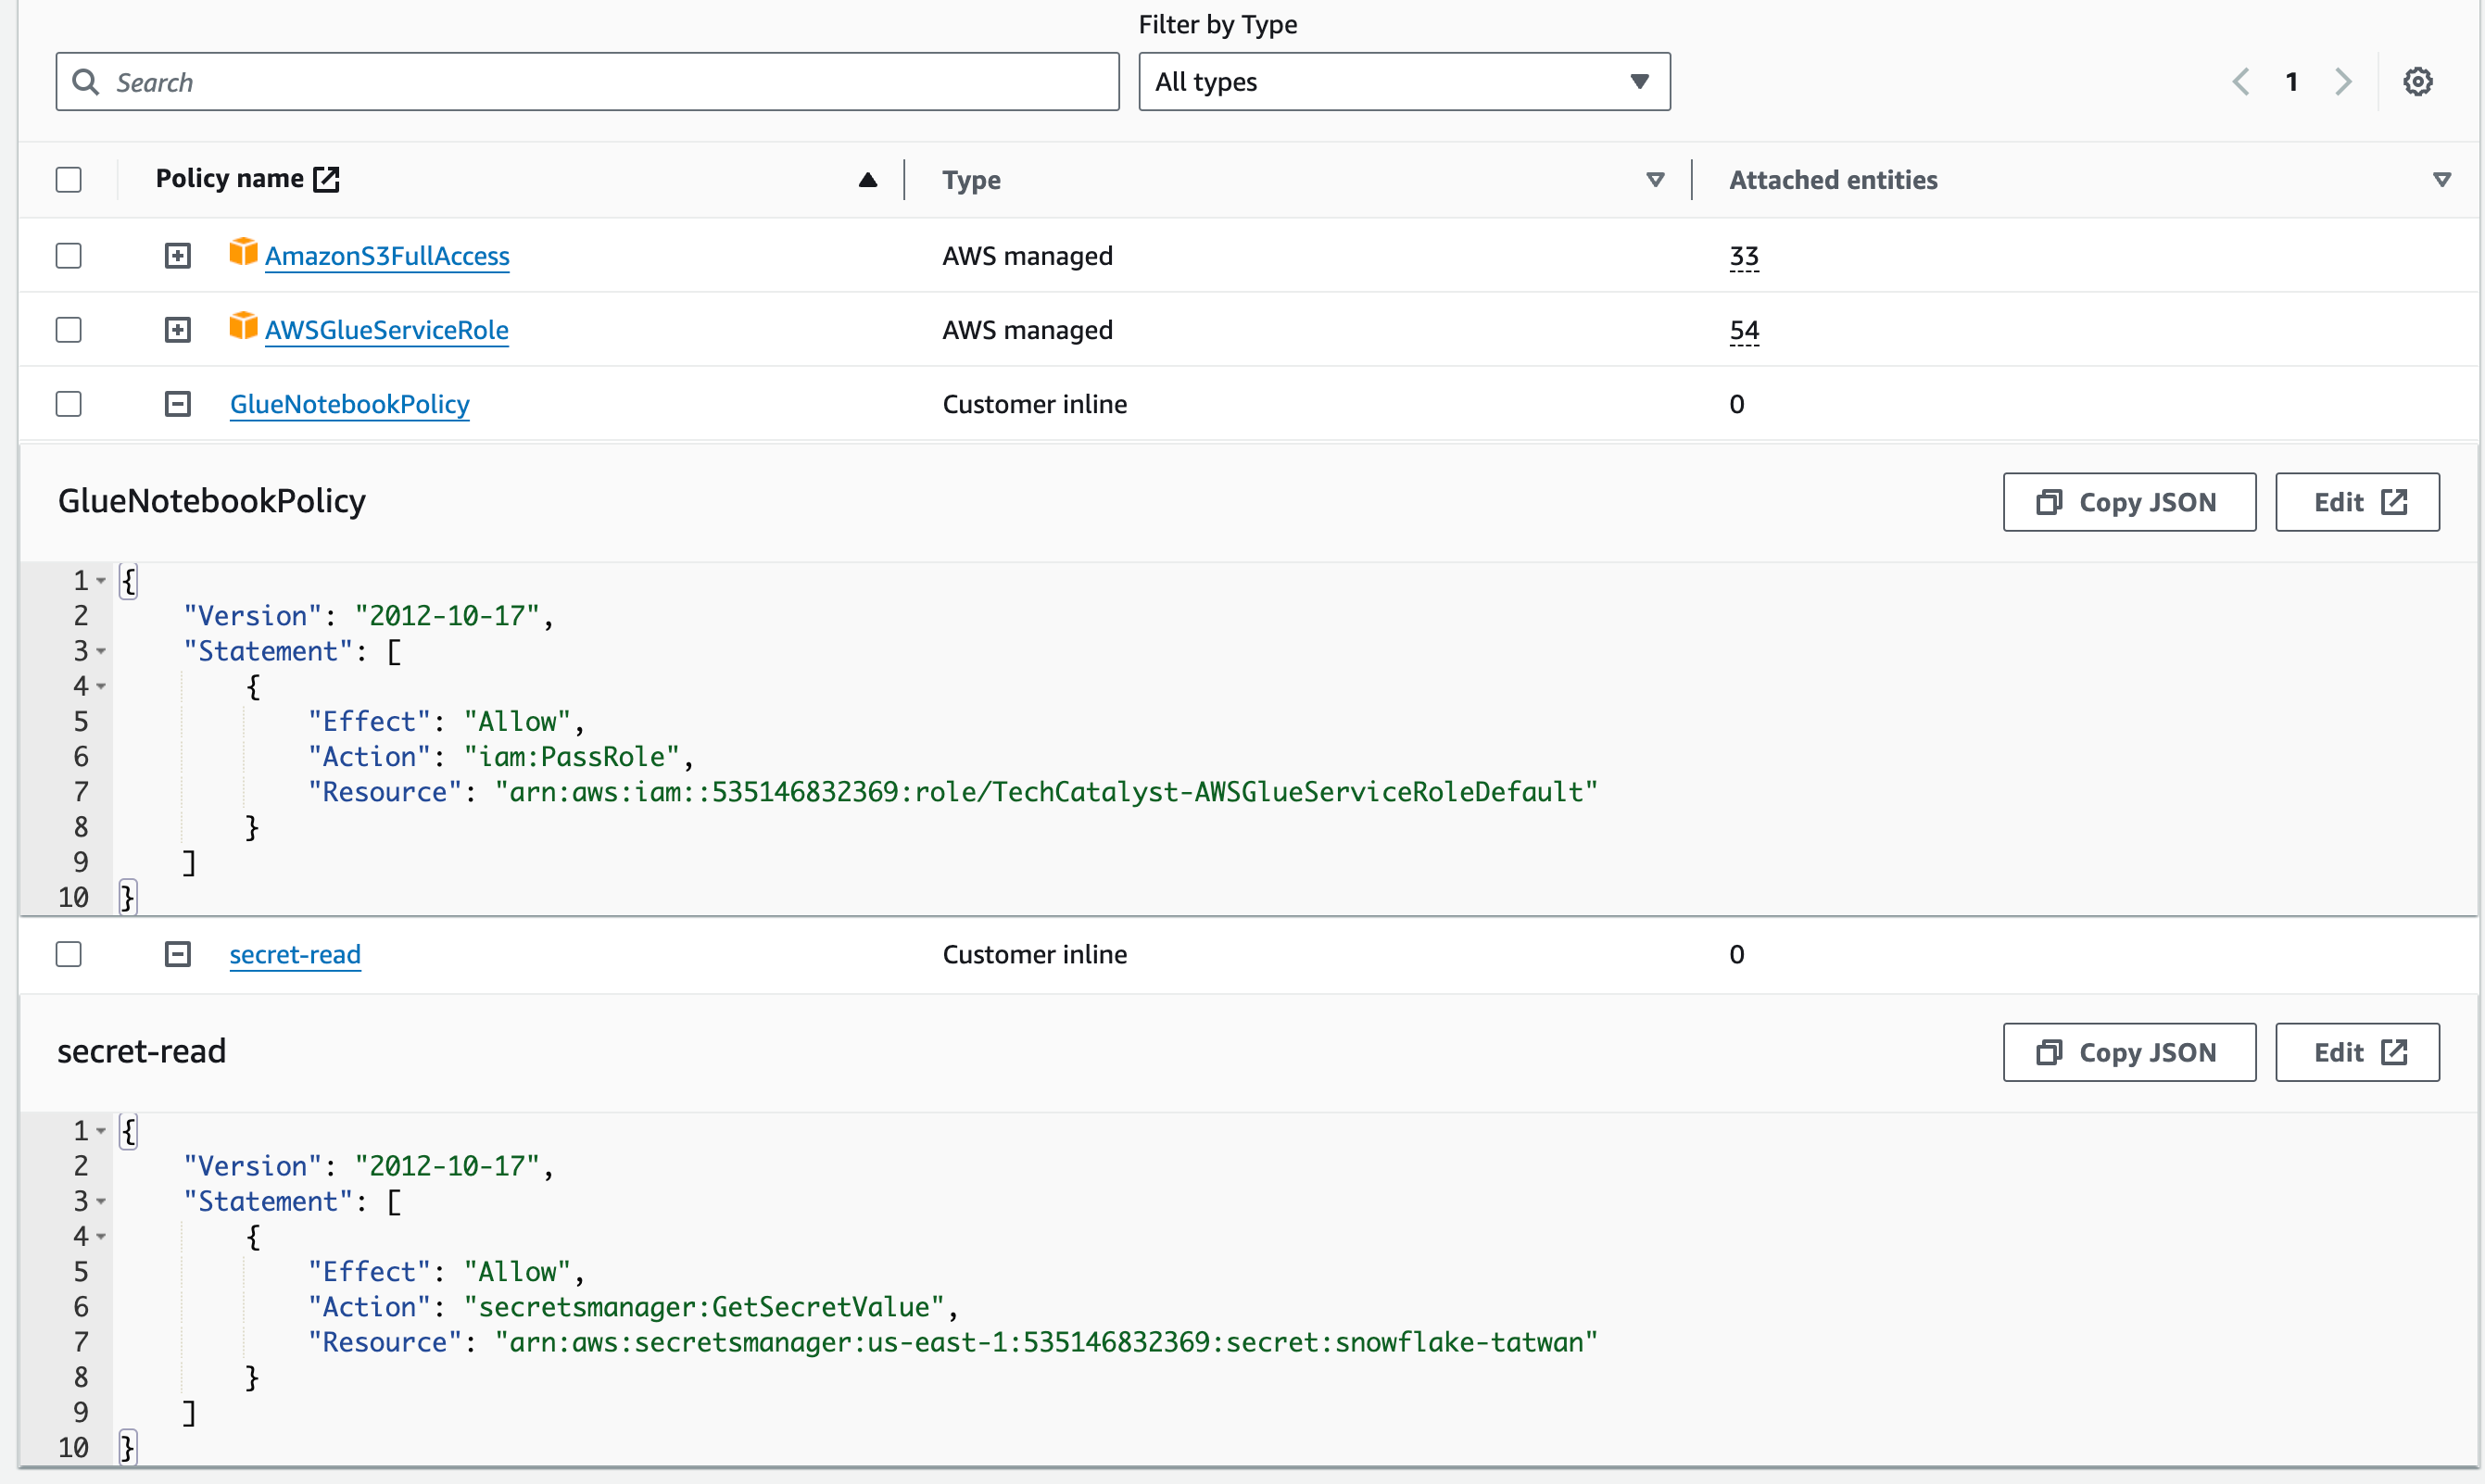 Filter by Type
Search
All types
1
Policy name
Type
Attached entities
AmazonS3FullAccess
AWS managed
33
AWSGlueServiceRole
AWS managed
54
GlueNotebookPolicy
Customer inline
0
GlueNotebookPolicy
Copy JSON
Edit
1 {
2 "Version": "2012-10-17",
3 "Statement": [
4 {
5 "Effect": "Allow",
6 "Action": "iam:PassRole",
7 "Resource": "arn:aws:iam::535146832369:role/TechCatalyst-AWSGlueServiceRoleDefault"
8 }
9 ]
10 }
secret-read
Customer inline
0
secret-read
Copy JSON
Edit
1 {
2 "Version": "2012-10-17",
3 "Statement": [
4 {
5 "Effect": "Allow",
6 "Action": "secretsmanager:GetSecretValue",
7 "Resource": "arn:aws:secretsmanager:us-east-1:535146832369:secret:snowflake-tatwan"
8 }
9 ]
10 }